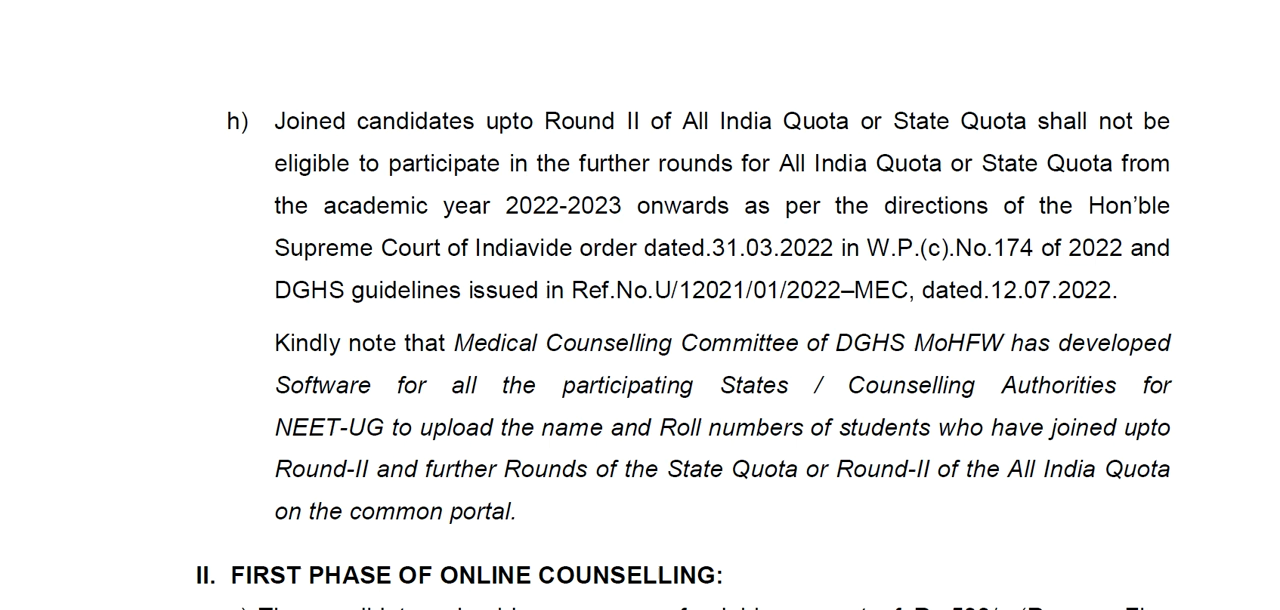 h) Joined candidates upto Round II of All India Quota or State Quota shall not be
eligible to participate in the further rounds for All India Quota or State Quota from
the academic year 2022-2023 onwards as per the directions of the Hon’ble
Supreme Court of Indiavide order dated.31.03.2022 in W.P.(c).No.174 of 2022 and
DGHS guidelines issued in Ref.No.U/12021/01/2022–MEC, dated.12.07.2022.
Kindly note that Medical Counselling Committee of DGHS MoHFW has developed
Software for all the participating States / Counselling Authorities for
NEET-UG to upload the name and Roll numbers of students who have joined upto
Round-II and further Rounds of the State Quota or Round-II of the All India Quota
on the common portal.
II. FIRST PHASE OF ONLINE COUNSELLING: